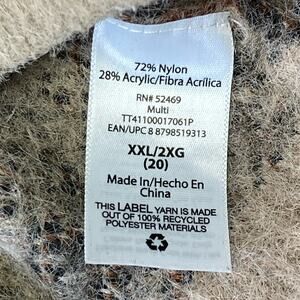 72% Nylon
28% Acrylic/Fibra Acrílica
RN# 52469
Multi
TT41100017061P
EAN/UPC 8 8798519313
XXL/2XG
(20)
Made In/Hecho En
China
THIS LABEL YARN IS MADE
OUT OF 100% RECYCLED
POLYESTER MATERIALS